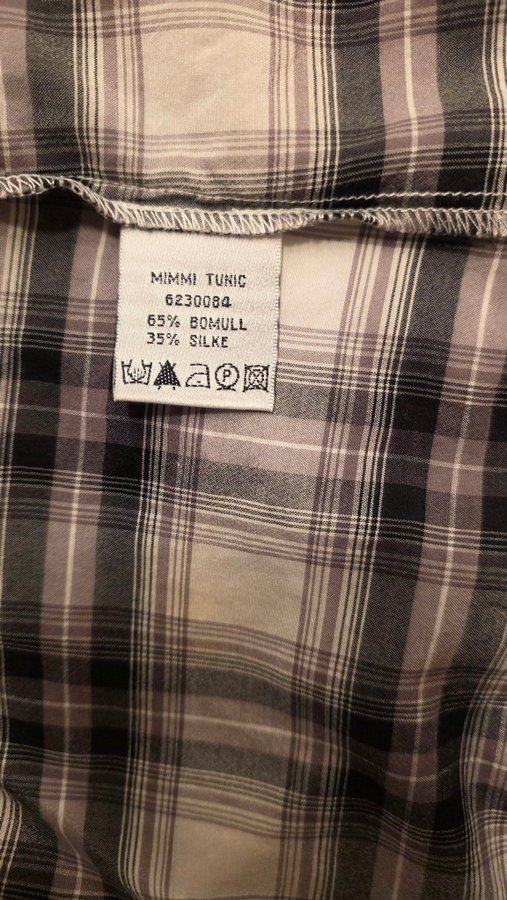 MIMMI TUNIC
6230084
65% BOMULL
35% SILKE
P